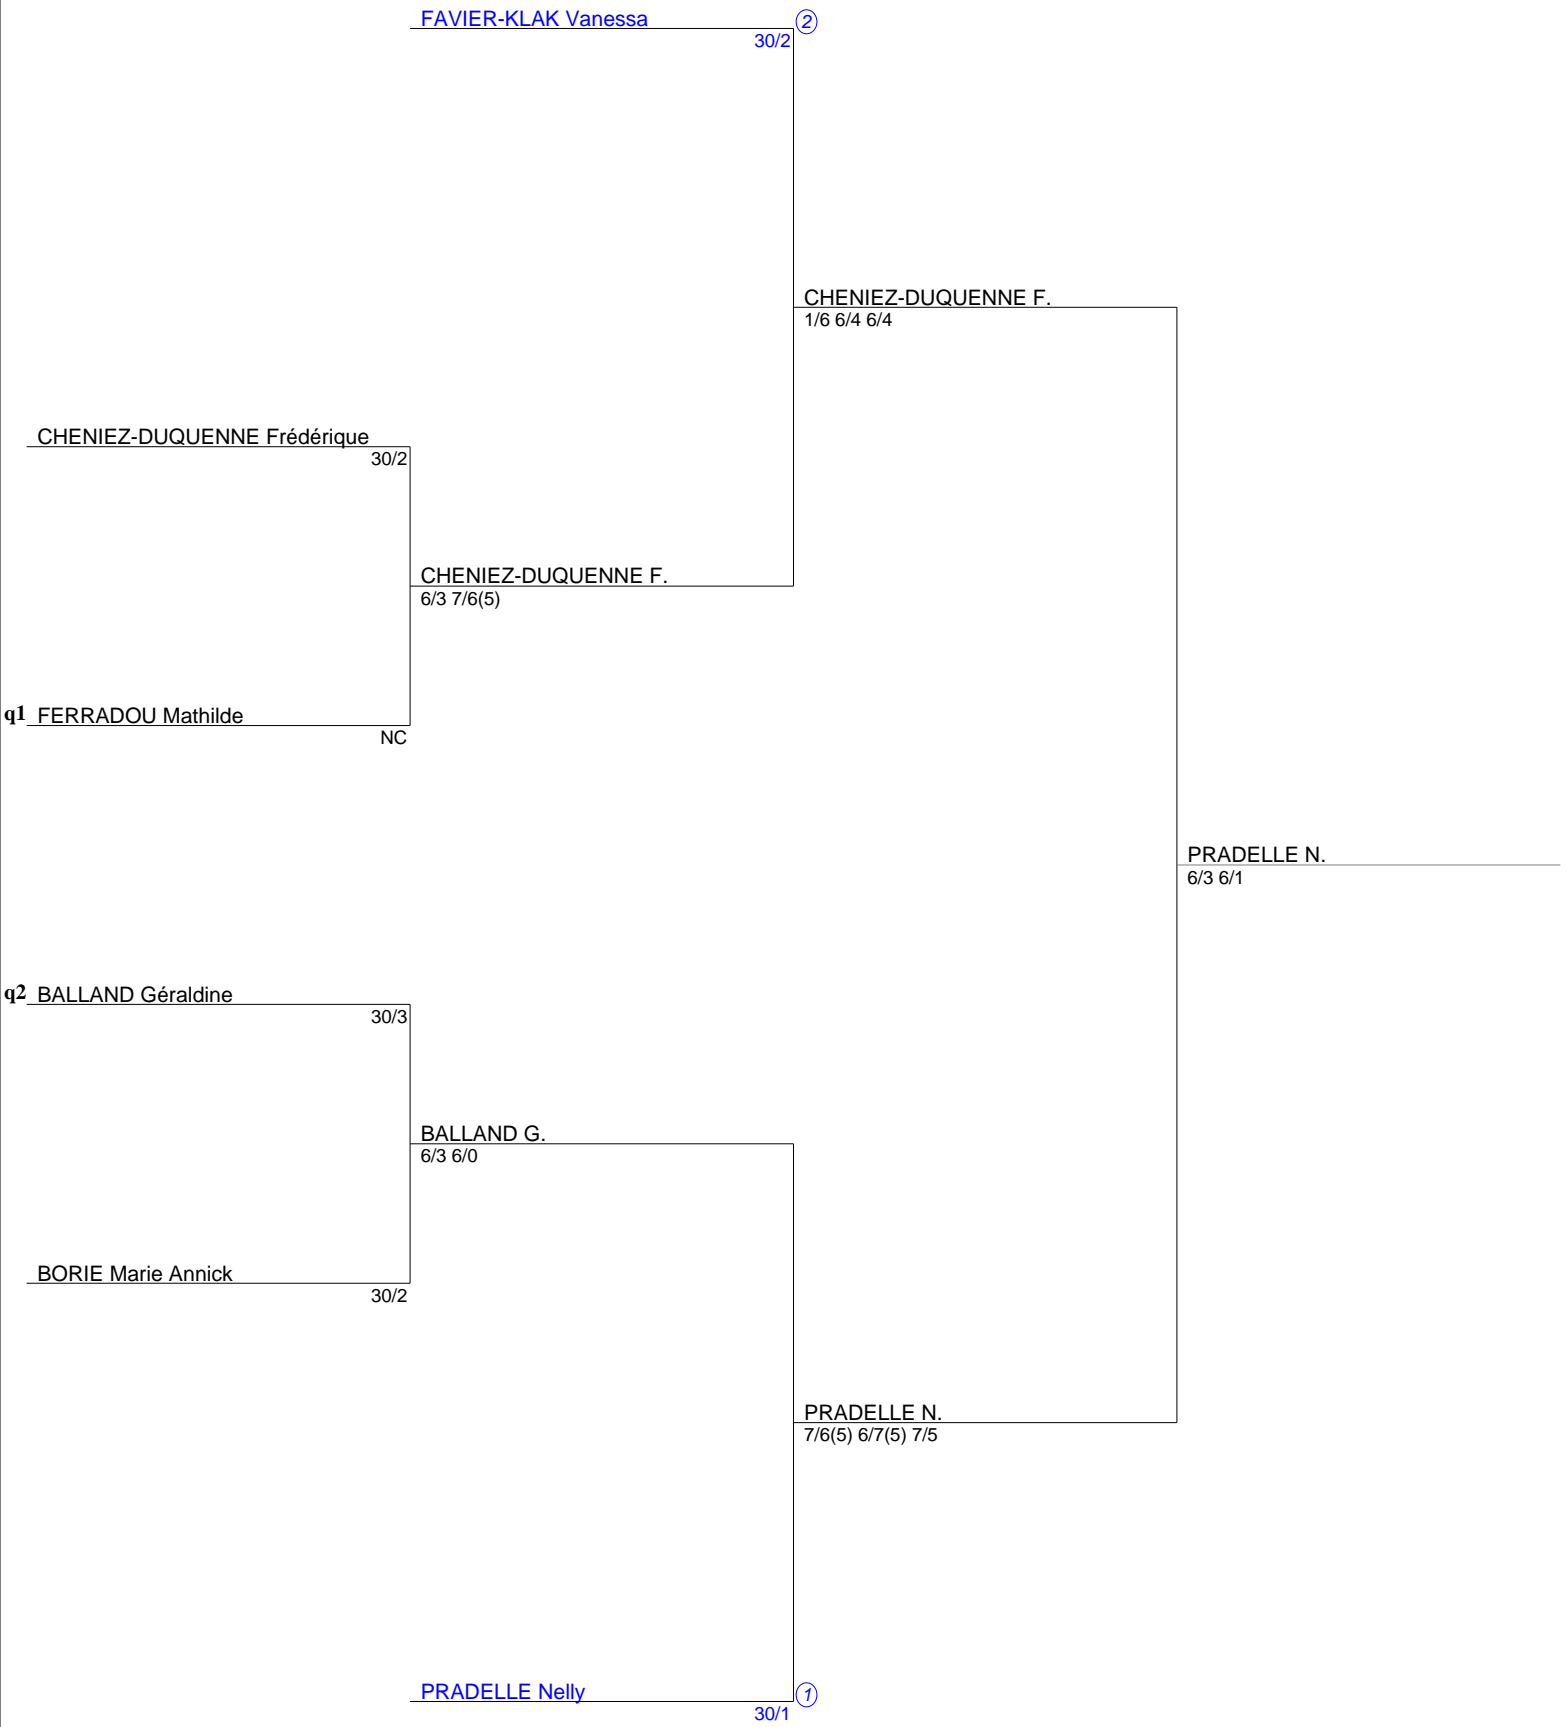 FAVIER-KLAK Vanessa
2
30/2
CHENIEZ-DUQUENNE F.
1/6 6/4 6/4
CHENIEZ-DUQUENNE Frédérique
30/2
CHENIEZ-DUQUENNE F.
6/3 7/6(5)
q1 FERRADOU Mathilde
NC
PRADELLE N.
6/3 6/1
q2 BALLAND Géraldine
30/3
BALLAND G.
6/3 6/0
BORIE Marie Annick
30/2
PRADELLE N.
7/6(5) 6/7(5) 7/5
PRADELLE Nelly
1
30/1